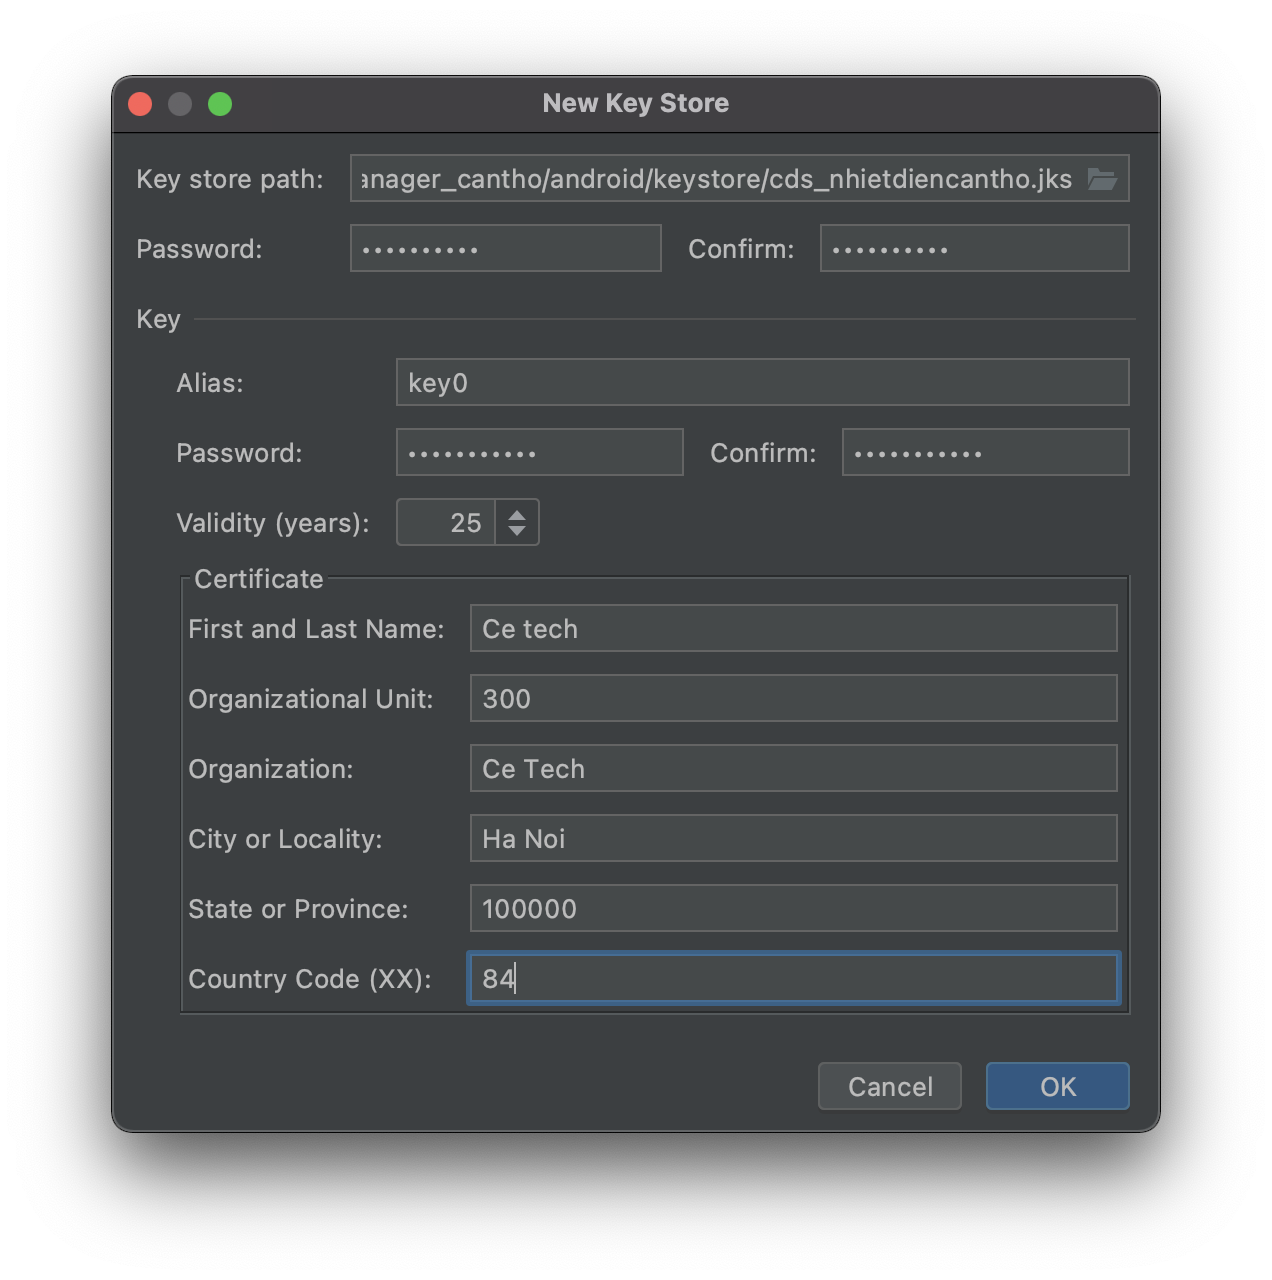 New Key Store
Key store path: anager_cantho/android/keystore/cds_nhietdiencantho.jks
Password: •••••••••• Confirm: ••••••••••
Key
Alias: key0
Password: ••••••••••• Confirm: •••••••••••
Validity (years): 25
Certificate
First and Last Name: Ce tech
Organizational Unit: 300
Organization: Ce Tech
City or Locality: Ha Noi
State or Province: 100000
Country Code (XX): 84
Cancel OK